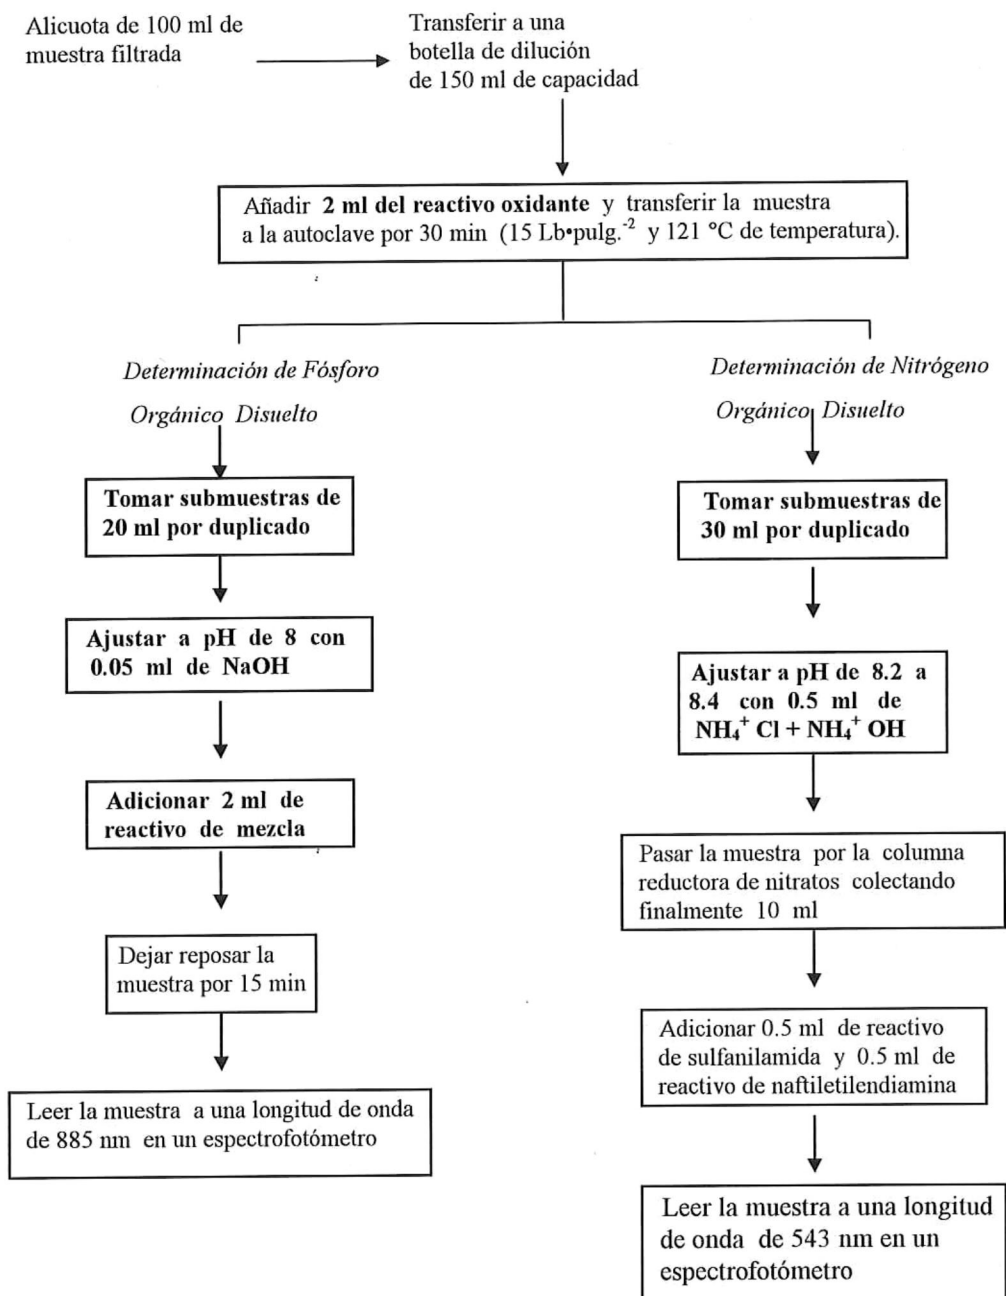 Alicuota de 100 ml de
muestra filtrada
Transferir a una
botella de dilución
de 150 ml de capacidad
Añadir 2 ml del reactivo oxidante y transferir la muestra
a la autoclave por 30 min (15 Lb•pulg.⁻² y 121 °C de temperatura).
Determinación de Fósforo
Orgánico Disuelto
Tomar submuestras de
20 ml por duplicado
Ajustar a pH de 8 con
0.05 ml de NaOH
Adicionar 2 ml de
reactivo de mezcla
Dejar reposar la
muestra por 15 min
Leer la muestra a una longitud de onda
de 885 nm en un espectrofotómetro
Determinación de Nitrógeno
Orgánico Disuelto
Tomar submuestras de
30 ml por duplicado
Ajustar a pH de 8.2 a
8.4 con 0.5 ml de
NH₄⁺ Cl + NH₄⁺ OH
Pasar la muestra por la columna
reductora de nitratos colectando
finalmente 10 ml
Adicionar 0.5 ml de reactivo
de sulfanilamida y 0.5 ml de
reactivo de naftiletilendiamina
Leer la muestra a una longitud
de onda de 543 nm en un
espectrofotómetro